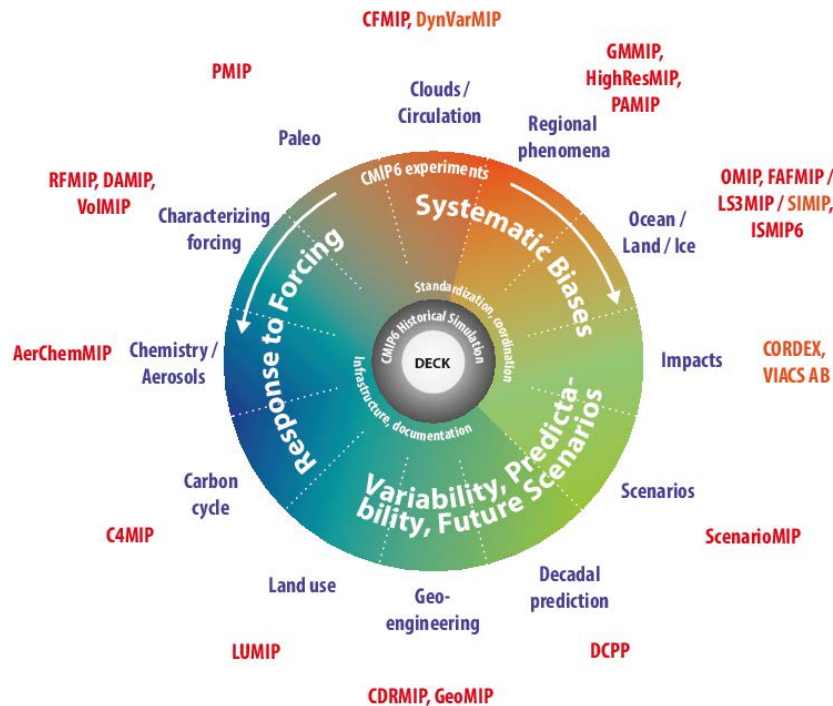 CFMIP, DynVarMIP
GMMIP,
HighResMIP,
PAMIP
PMIP
Clouds /
Circulation
Regional
phenomena
Paleo
RFMIP, DAMIP,
VolMIP
Characterizing
forcing
OMIP, FAFMIP /
LS3MIP / SIMIP,
ISMIP6
Ocean /
Land / Ice
CMIP6 experiments
Systematic Biases
Response to Forcing
Standardization, coordination
CMIP6 Historical Simulation
DECK
Infrastructure, documentation
Variability, Predicta-
bility, Future Scenarios
AerChemMIP
Chemistry /
Aerosols
Impacts
CORDEX,
VIACS AB
Carbon
cycle
C4MIP
Scenarios
ScenarioMIP
Land use
LUMIP
Geo-
engineering
CDRMIP, GeoMIP
Decadal
prediction
DCPP